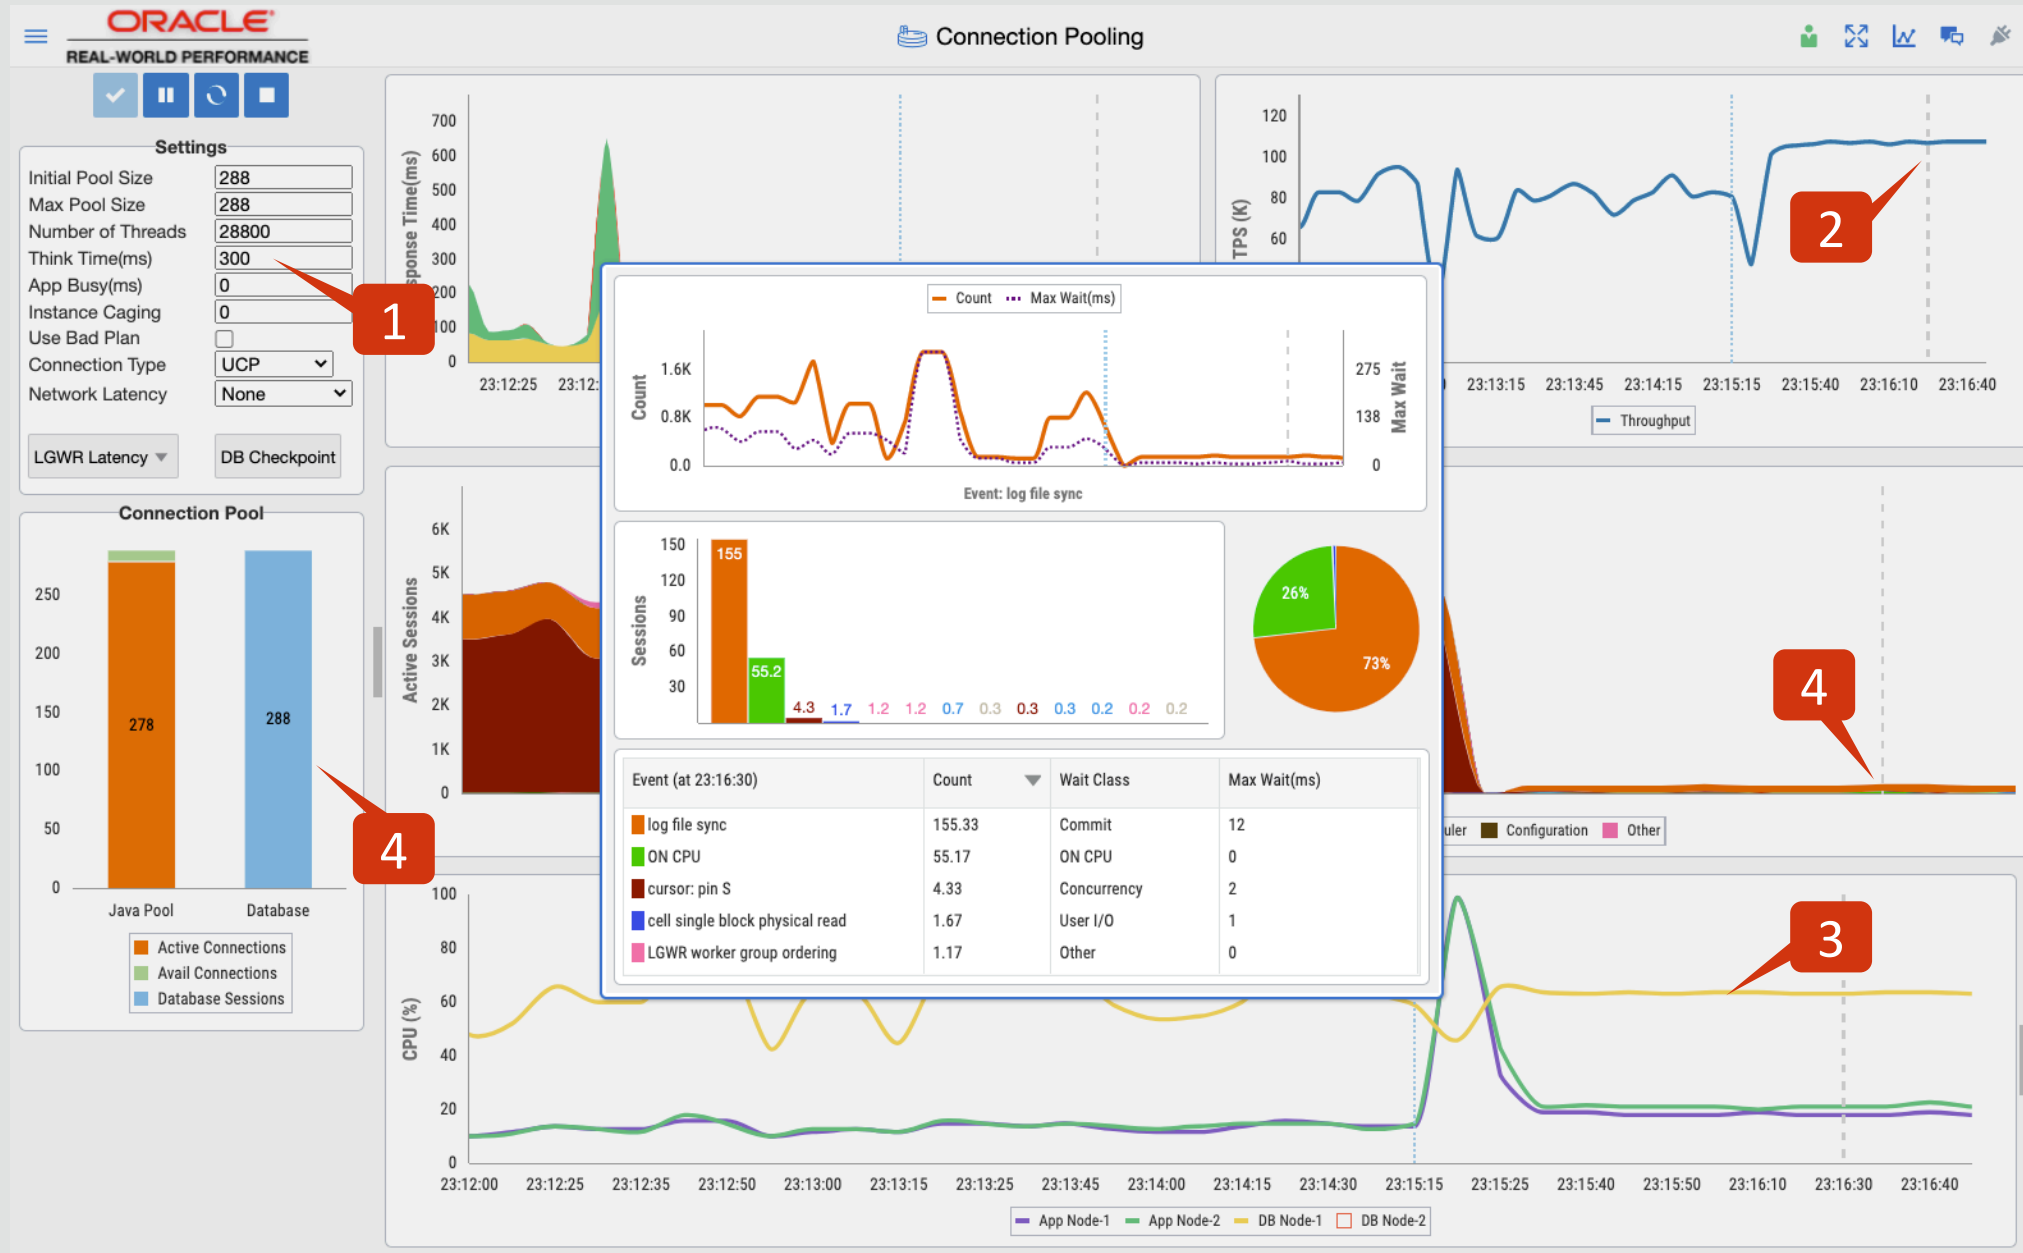 ORACLE
REAL-WORLD PERFORMANCE
Connection Pooling
Settings
Initial Pool Size 288
Max Pool Size 288
Number of Threads 28800
Think Time(ms) 300
App Busy(ms) 0
Instance Caging 0
Use Bad Plan
Connection Type UCP
Network Latency None
LGWR Latency DB Checkpoint
1
Connection Pool
250
200
150
100
50
0
278
288
Java Pool Database
Active Connections
Avail Connections
Database Sessions
4
sponse Time(ms)
700
600
500
400
300
200
100
0
23:12:25 23:12:
TPS (K)
120
100
80
60
2
23:13:15 23:13:45 23:14:15 23:15:15 23:15:40 23:16:10 23:16:40
Throughput
Count Max Wait(ms)
Count
1.6K
0.8K
0.0
275
138
0
Max Wait
Event: log file sync
Sessions
150
120
90
60
30
155
55.2
4.3 1.7 1.2 1.2 0.7 0.3 0.3 0.3 0.2 0.2 0.2
26%
73%
Event (at 23:16:30) Count Wait Class Max Wait(ms)
log file sync 155.33 Commit 12
ON CPU 55.17 ON CPU 0
cursor: pin S 4.33 Concurrency 2
cell single block physical read 1.67 User I/O 1
LGWR worker group ordering 1.17 Other 0
Active Sessions
6K
5K
4K
3K
2K
1K
0
4
uler Configuration Other
CPU (%)
100
80
60
40
20
0
3
23:12:00 23:12:25 23:12:35 23:12:50 23:13:00 23:13:15 23:13:25 23:13:45 23:14:00 23:14:15 23:14:30 23:15:15 23:15:25 23:15:40 23:15:50 23:16:10 23:16:30 23:16:40
App Node-1 App Node-2 DB Node-1 DB Node-2